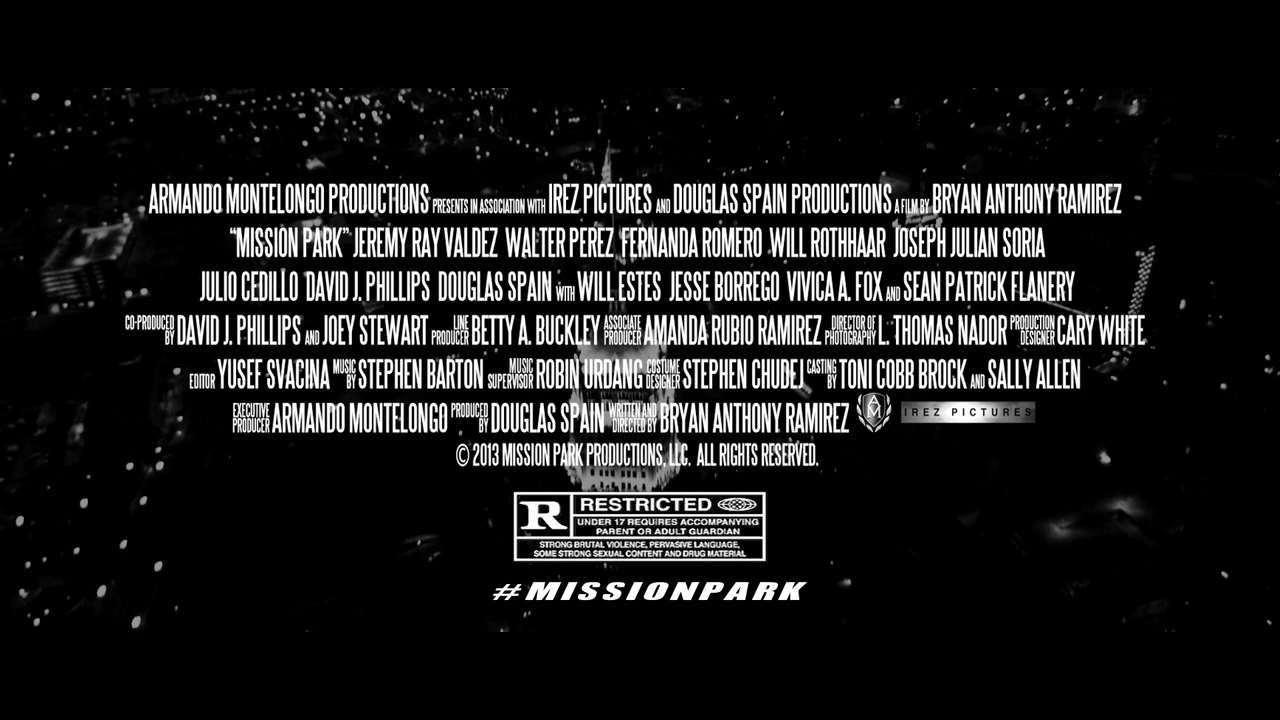 ARMANDO MONTELONGO PRODUCTIONS PRESENTS IN ASSOCIATION WITH IREZ PICTURES AND DOUGLAS SPAIN PRODUCTIONS A FILM BY BRYAN ANTHONY RAMIREZ
"MISSION PARK" JEREMY RAY VALDEZ WALTER PEREZ FERNANDA ROMERO WILL ROTHHAAR JOSEPH JULIAN SORIA
JULIO CEDILLO DAVID J. PHILLIPS DOUGLAS SPAIN WITH WILL ESTES JESSE BORREGO VIVICA A. FOX AND SEAN PATRICK FLANERY
CO-PRODUCED BY DAVID J. PHILLIPS AND JOEY STEWART LINE PRODUCER BETTY A. BUCKLEY ASSOCIATE PRODUCER AMANDA RUBIO RAMIREZ DIRECTOR OF PHOTOGRAPHY L. THOMAS NADOR PRODUCTION DESIGNER CARY WHITE
EDITOR YUSEF SVACINA MUSIC BY STEPHEN BARTON MUSIC SUPERVISOR ROBIN URDANG COSTUME DESIGNER STEPHEN CHUDEJ CASTING BY TONI COBB BROCK AND SALLY ALLEN
EXECUTIVE PRODUCER ARMANDO MONTELONGO PRODUCED BY DOUGLAS SPAIN WRITTEN AND DIRECTED BY BRYAN ANTHONY RAMIREZ AM IREZ PICTURES
© 2013 MISSION PARK PRODUCTIONS, LLC. ALL RIGHTS RESERVED.
R RESTRICTED
UNDER 17 REQUIRES ACCOMPANYING
PARENT OR ADULT GUARDIAN
STRONG BRUTAL VIOLENCE, PERVASIVE LANGUAGE,
SOME STRONG SEXUAL CONTENT AND DRUG MATERIAL
#MISSIONPARK